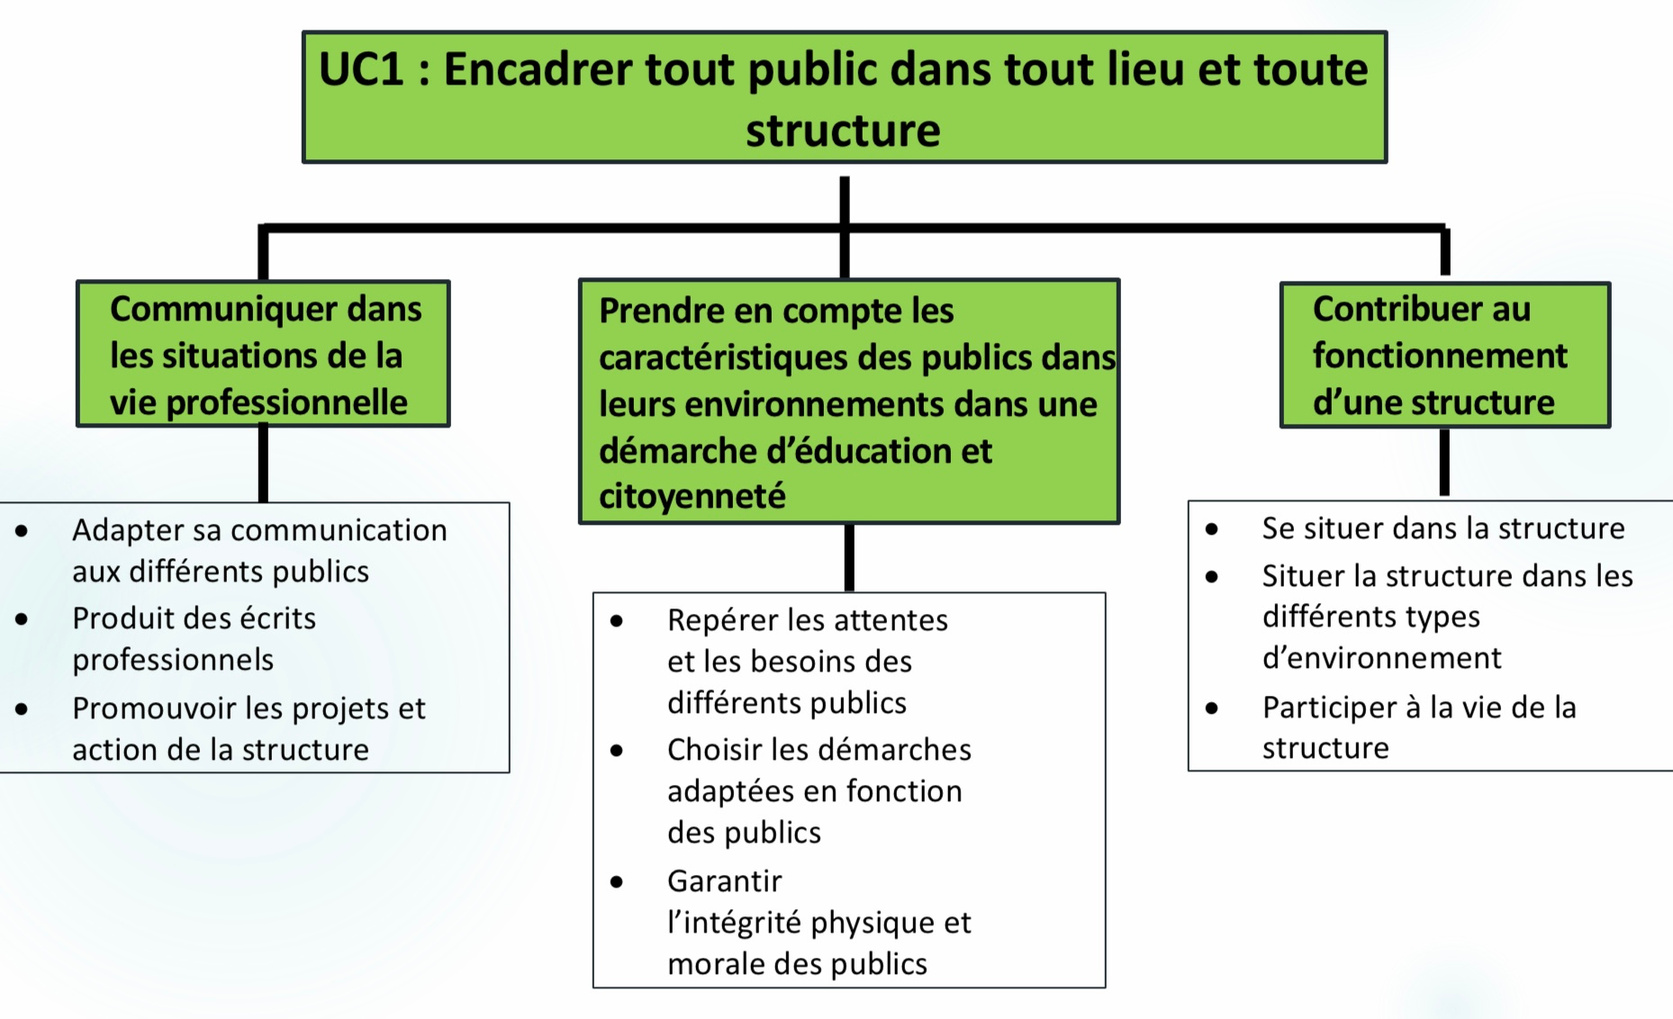 UC1 : Encadrer tout public dans tout lieu et toute
structure
Communiquer dans
les situations de la
vie professionnelle
• Adapter sa communication
aux différents publics
• Produit des écrits
professionnels
• Promouvoir les projets et
action de la structure
Prendre en compte les
caractéristiques des publics dans
leurs environnements dans une
démarche d’éducation et
citoyenneté
• Repérer les attentes
et les besoins des
différents publics
• Choisir les démarches
adaptées en fonction
des publics
• Garantir
l’intégrité physique et
morale des publics
Contribuer au
fonctionnement
d’une structure
• Se situer dans la structure
• Situer la structure dans les
différents types
d’environnement
• Participer à la vie de la
structure